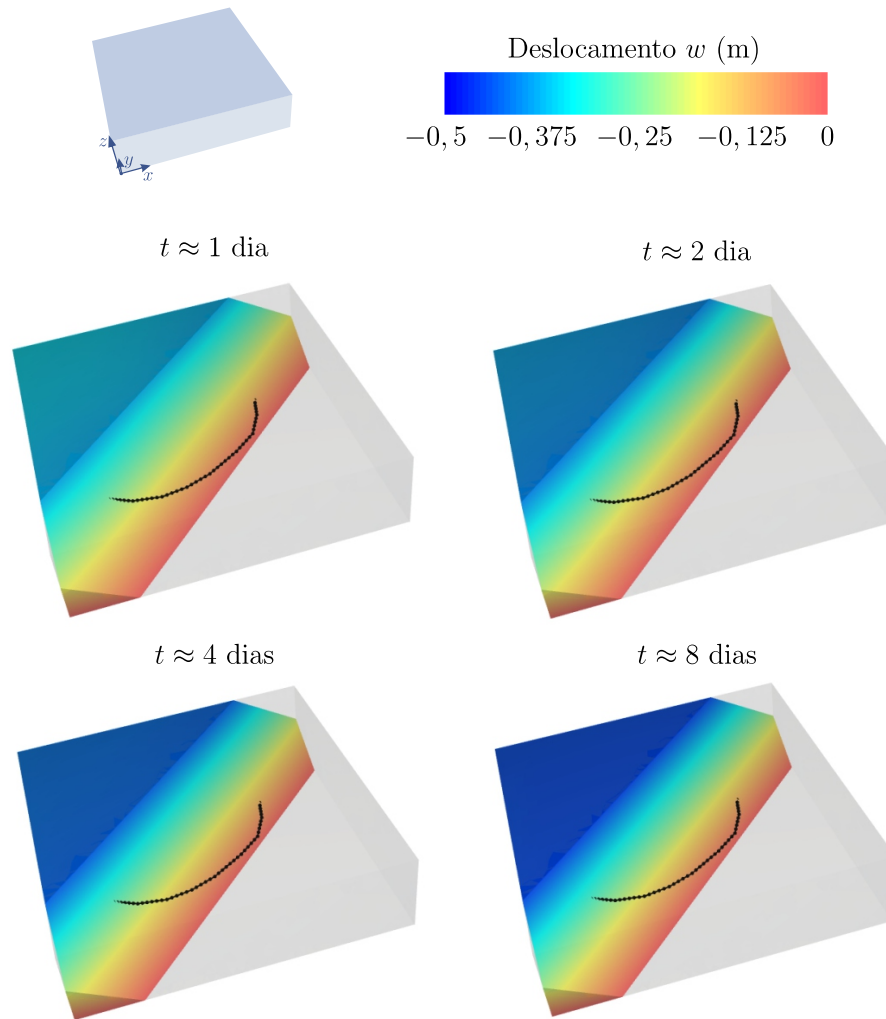 Deslocamento w (m)
−0, 5 −0, 375 −0, 25 −0, 125 0
z
y
x
t ≈ 1 dia
t ≈ 2 dia
t ≈ 4 dias
t ≈ 8 dias